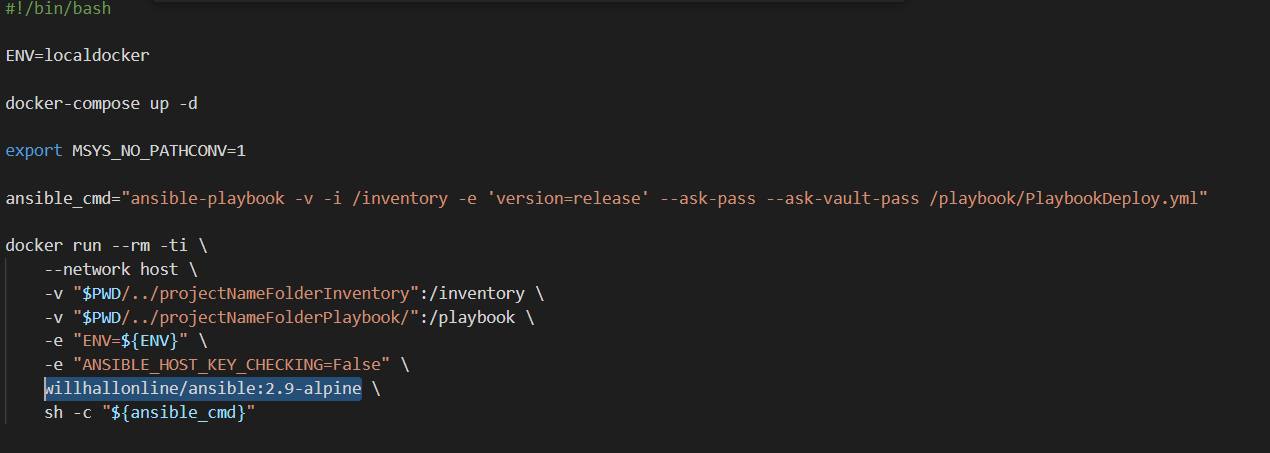 #!/bin/bash
ENV=localdocker
docker-compose up -d
export MSYS_NO_PATHCONV=1
ansible_cmd="ansible-playbook -v -i /inventory -e 'version=release' --ask-pass --ask-vault-pass /playbook/PlaybookDeploy.yml"
docker run --rm -ti \
--network host \
-v "$PWD/../projectNameFolderInventory":/inventory \
-v "$PWD/../projectNameFolderPlaybook/":/playbook \
-e "ENV=${ENV}" \
-e "ANSIBLE_HOST_KEY_CHECKING=False" \
willhallonline/ansible:2.9-alpine \
sh -c "${ansible_cmd}"